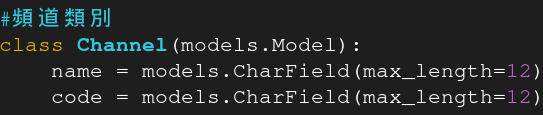 #頻道類別
class Channel(models.Model):
    name = models.CharField(max_length=12)
    code = models.CharField(max_length=12)